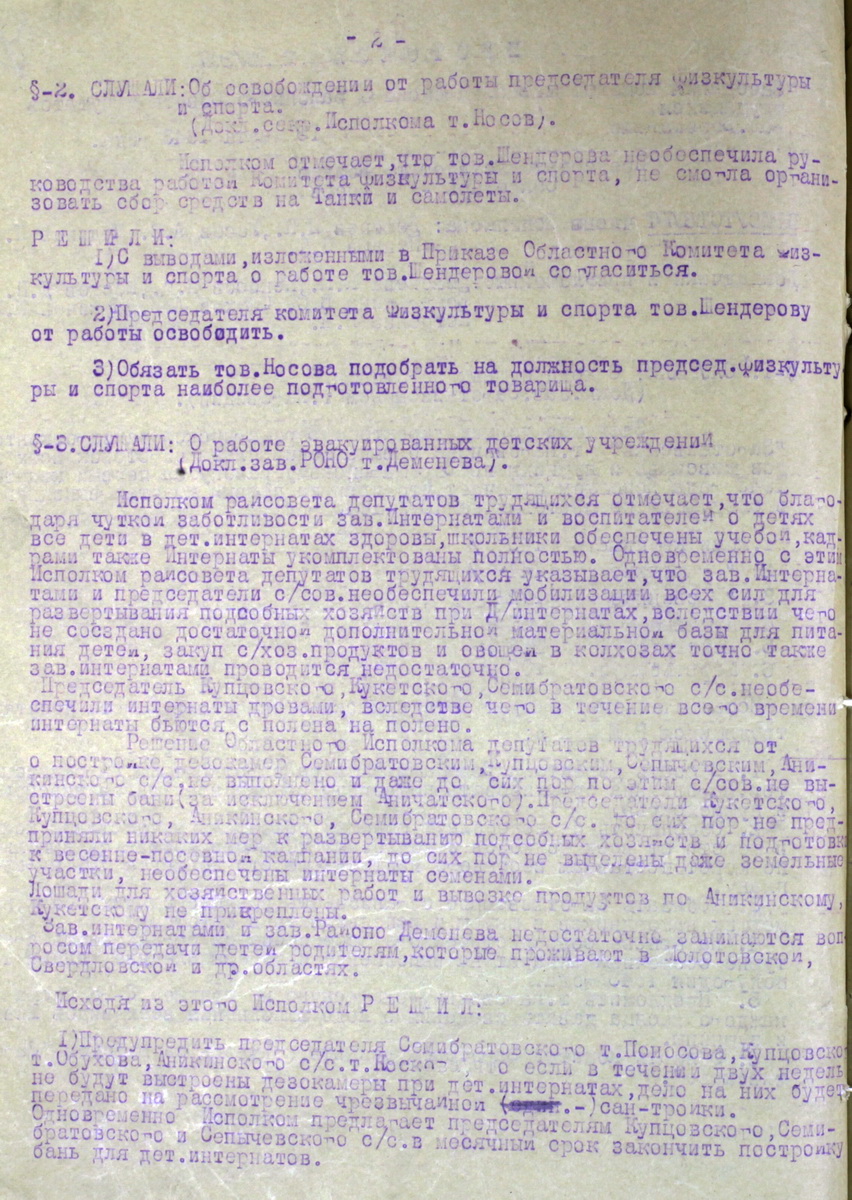 - 2 -
§-2. СЛУШАЛИ:Об освобождении от работы председателя физкультуры
и спорта.
(Докл.секр.Исполкома т.Носов).
Исполком отмечает,что тов.Шендерова необеспечила ру-
ководства работой Комитета физкультуры и спорта, не смогла органи-
зовать сбор средств на Танки и самолеты.
Р Е Ш И Л И:
1)С выводами,изложенными в Приказе Областного Комитета физ-
культуры и спорта о работе тов.Шендеровой согласиться.
2)Председателя комитета физкультуры и спорта тов.Шендерову
от работы освободить.
3)Обязать тов.Носова подобрать на должность председ.физкульту
ры и спорта наиболее подготовленного товарища.
§-3.СЛУШАЛИ: О работе эвакуированных детских учреждений
(Докл.зав.РОНО т.Деменева).
Исполком райсовета депутатов трудящихся отмечает,что благо-
даря чуткой заботливости зав.Интернатами и воспитателей о детях
все дети в дет.интернатах здоровы,школьники обеспечены учебой,кад-
рами также Интернаты укомплектованы полностью. Одновременно с этим
Исполком райсовета депутатов трудящихся указывает,что зав.Интерна-
тами и председатели с/сов.необеспечили мобилизации всех сил для
развертывания подсобных хозяйств при Д/интернатах,вследствии чего
не создано достаточной дополнительной материальной базы для пита-
ния детей, закуп с/хоз.продуктов и овощей в колхозах точно также
зав.интернатами проводится недостаточно.
Председатель Купцовского,Кукетского,Семибратовского с/с.необе-
спечили интернаты дровами, вследстве чего в течение всего времени
интернаты бьются с полена на полено.
Решенье Областного Исполкома депутатов трудящихся от
о постройке дезокамер Семибратовским,Купцовским,Сепычевским,Ани-
кинского с/с.не выполнено и даже до сих пор по этим с/сов.не вы-
строены бани(за исключением Аничатского).Председатели Кукетского,
Купцовского, Аникинского, Семибратовского с/с. до сих пор не пред-
приняли никаких мер к развертыванию подсобных хозяйств и подготовк
к весенне-посевной кампании, до сих пор не выделены даже земельные
участки, необеспечены интернаты семенами.
Лошади для хозяйственных работ и вывозке продуктов по Аникинскому,
Кукетскому не прикреплены.
Зав.интернатами и зав.Районо Деменева недостаточно занимаются воп-
росом передачи детей родителям,которые проживают в Молотовской,
Свердловской и др.областях.
Исходя из этого Исполком Р Е Ш И Л:
1)Предупредить председателя Семибратовского т.Поносова,Купцовско
т.Обухова,Аникинского с/с.т. о если в течении двух недель
не будут выстроены дезокамеры при дет.интернатах,дело на них будет
передано на рассмотрение чрезвычайной сан-тройки.
Одновременно Исполком предлагает председателям Купцовского,Семи-
братовского и Сепычевского с/с.в месячный срок закончить постройку
бань для дет.интернатов.